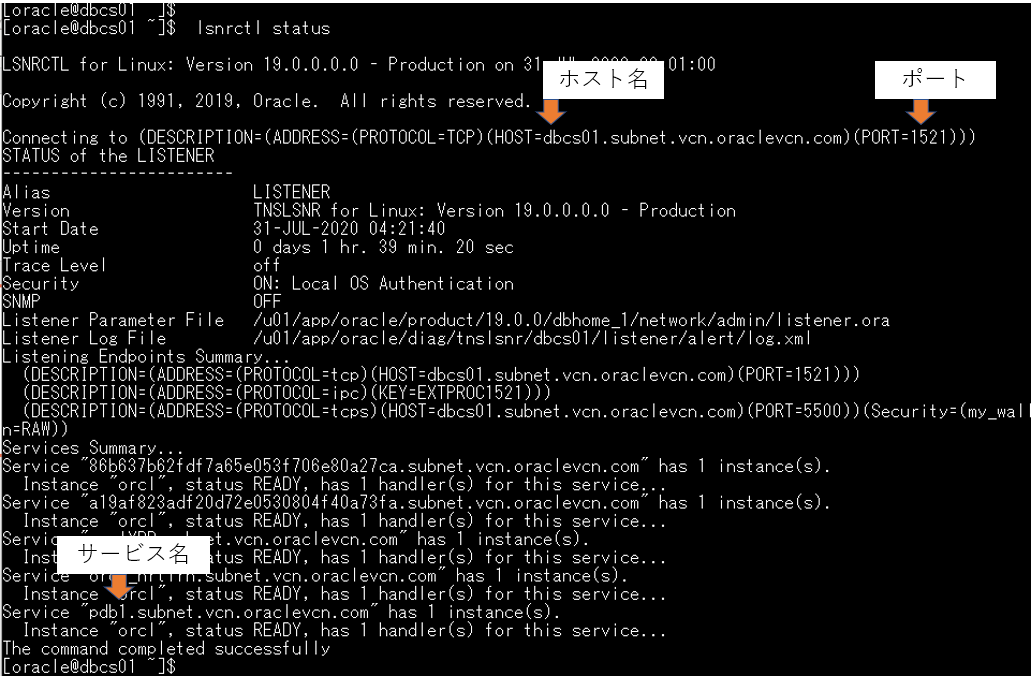 [oracle@dbcs01 ~]$
[oracle@dbcs01 ~]$ lsnrctl status
LSNRCTL for Linux: Version 19.0.0.0.0 - Production on 31-JUL-2020 01:00
ホスト名
ポート
Copyright (c) 1991, 2019, Oracle. All rights reserved.
Connecting to (DESCRIPTION=(ADDRESS=(PROTOCOL=TCP)(HOST=dbcs01.subnet.vcn.oraclevcn.com)(PORT=1521)))
STATUS of the LISTENER
------------------------
Alias LISTENER
Version TNSLSNR for Linux: Version 19.0.0.0.0 - Production
Start Date 31-JUL-2020 04:21:40
Uptime 0 days 1 hr. 39 min. 20 sec
Trace Level off
Security ON: Local OS Authentication
SNMP OFF
Listener Parameter File /u01/app/oracle/product/19.0.0/dbhome_1/network/admin/listener.ora
Listener Log File /u01/app/oracle/diag/tnslsnr/dbcs01/listener/alert/log.xml
Listening Endpoints Summary...
(DESCRIPTION=(ADDRESS=(PROTOCOL=tcp)(HOST=dbcs01.subnet.vcn.oraclevcn.com)(PORT=1521)))
(DESCRIPTION=(ADDRESS=(PROTOCOL=ipc)(KEY=EXTPROC1521)))
(DESCRIPTION=(ADDRESS=(PROTOCOL=tcps)(HOST=dbcs01.subnet.vcn.oraclevcn.com)(PORT=5500))(Security=(my_wall
n=RAW))
Services Summary...
Service "86b637b62fdf7a65e053f706e80a27ca.subnet.vcn.oraclevcn.com" has 1 instance(s).
Instance "orcl", status READY, has 1 handler(s) for this service...
Service "a19af823adf20d72e0530804f40a73fa.subnet.vcn.oraclevcn.com" has 1 instance(s).
Instance "orcl", status READY, has 1 handler(s) for this service...
Service net.vcn.oraclevcn.com" has 1 instance(s).
サービス名
status READY, has 1 handler(s) for this service...
Service subnet.vcn.oraclevcn.com" has 1 instance(s).
Instance "orcl", status READY, has 1 handler(s) for this service...
Service "pdb1.subnet.vcn.oraclevcn.com" has 1 instance(s).
Instance "orcl", status READY, has 1 handler(s) for this service...
The command completed successfully
[oracle@dbcs01 ~]$